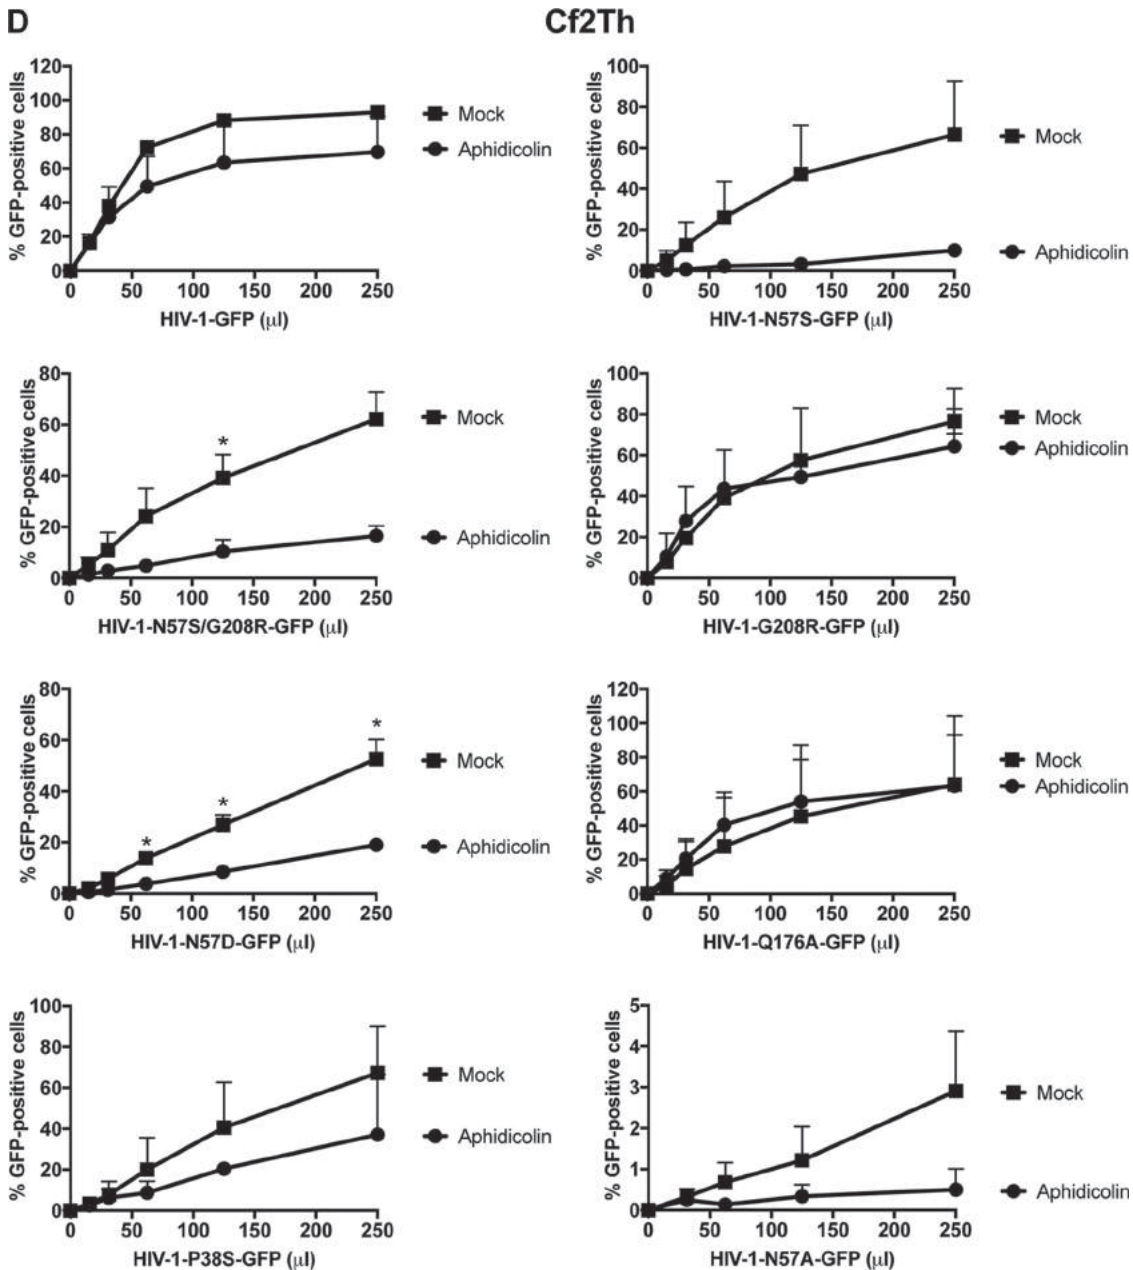 D
Cf2Th
% GFP-positive cells
120
100
80
60
40
20
0
0 50 100 150 200 250
HIV-1-GFP (µl)
Mock
Aphidicolin
% GFP-positive cells
100
80
60
40
20
0
0 50 100 150 200 250
HIV-1-N57S-GFP (µl)
Mock
Aphidicolin
% GFP-positive cells
80
60
40
20
0
0 50 100 150 200 250
HIV-1-N57S/G208R-GFP (µl)
*
Mock
Aphidicolin
% GFP-positive cells
100
80
60
40
20
0
0 50 100 150 200 250
HIV-1-G208R-GFP (µl)
Mock
Aphidicolin
% GFP-positive cells
80
60
40
20
0
0 50 100 150 200 250
HIV-1-N57D-GFP (µl)
* * *
Mock
Aphidicolin
% GFP-positive cells
120
100
80
60
40
20
0
0 50 100 150 200 250
HIV-1-Q176A-GFP (µl)
Mock
Aphidicolin
% GFP-positive cells
100
80
60
40
20
0
0 50 100 150 200 250
HIV-1-P38S-GFP (µl)
Mock
Aphidicolin
% GFP-positive cells
5
4
3
2
1
0
0 50 100 150 200 250
HIV-1-N57A-GFP (µl)
Mock
Aphidicolin